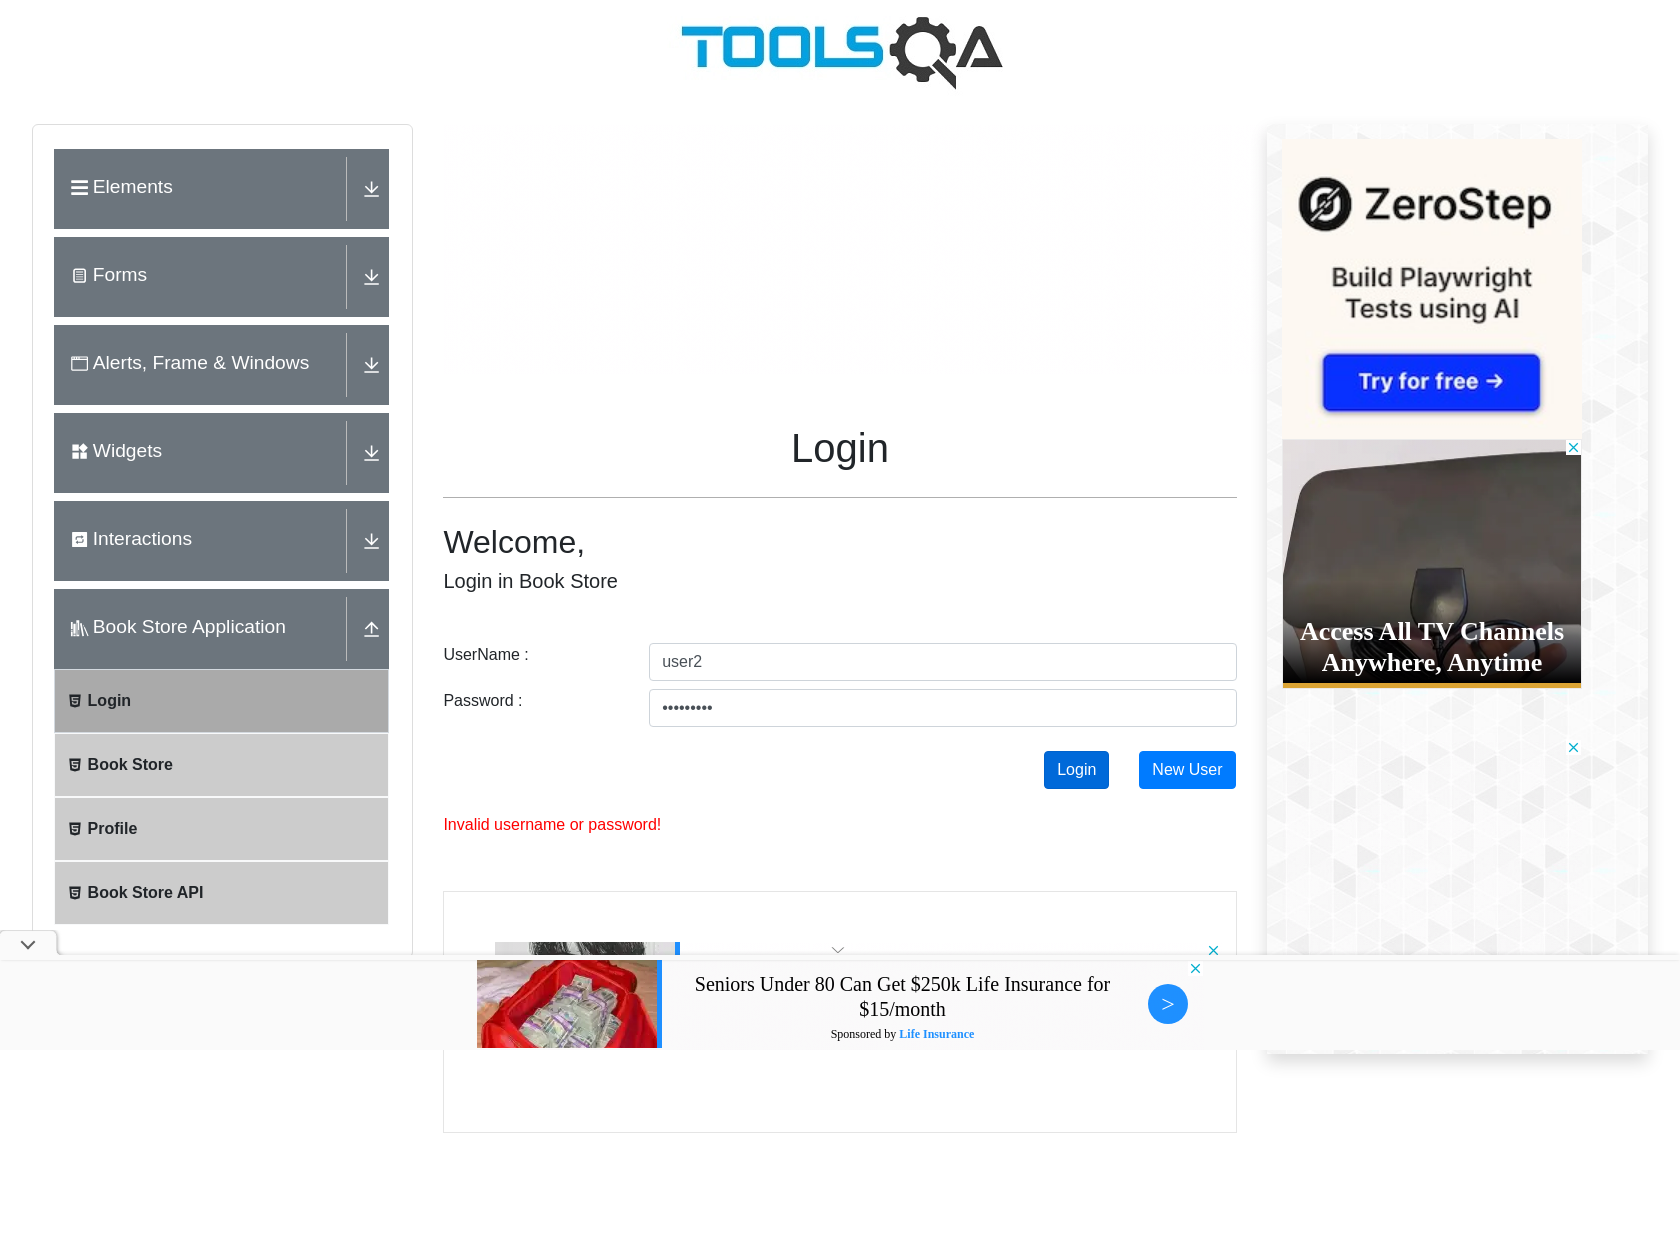 TOOLSQA
Elements
Forms
Alerts, Frame & Windows
Widgets
Interactions
Book Store Application
Login
Book Store
Profile
Book Store API
Login
Welcome,
Login in Book Store
UserName :
user2
Password :
•••••••••
Login
New User
Invalid username or password!
ZeroStep
Build Playwright
Tests using AI
Try for free →
Access All TV Channels
Anywhere, Anytime
Seniors Under 80 Can Get $250k Life Insurance for
$15/month
Sponsored by Life Insurance
>